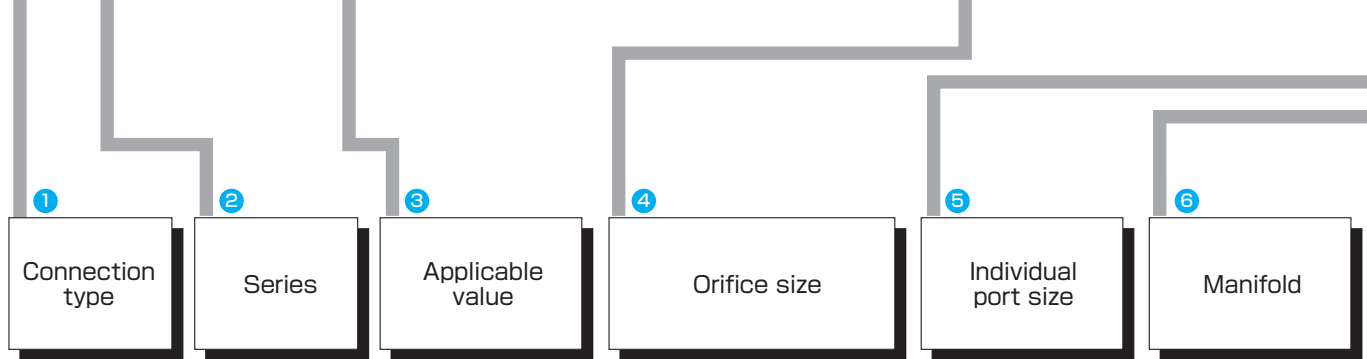 1 2 3 4 5 6
Connection
type
Series
Applicable
value
Orifice size
Individual
port size
Manifold